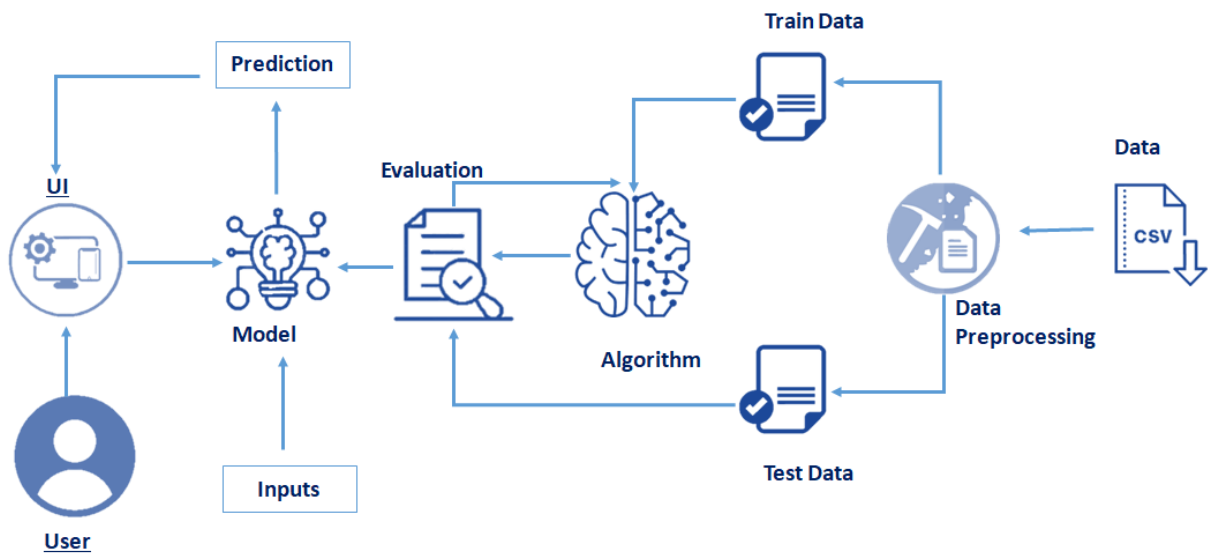 Train Data
Prediction
Data
Evaluation
UI
CSV
Model
Data
Preprocessing
Algorithm
Test Data
Inputs
User